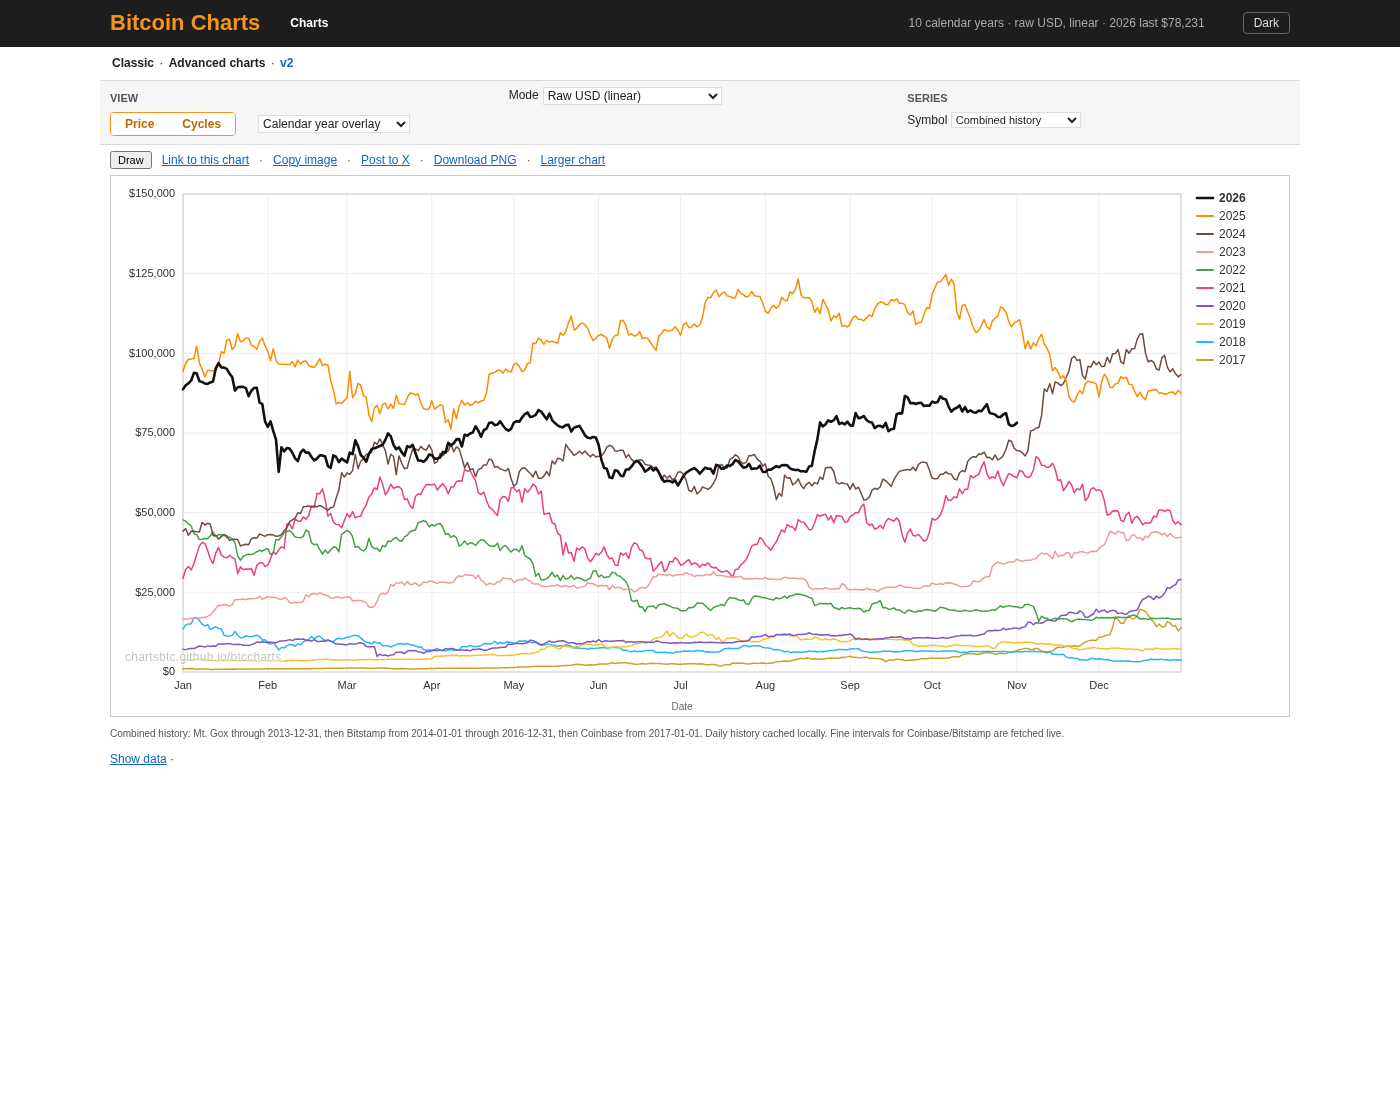 Bitcoin Charts Charts 10 calendar years · raw USD, linear · 2026 last $78,231 Dark
Classic · Advanced charts · v2
VIEW Mode Raw USD (linear) SERIES
Price Cycles Calendar year overlay Symbol Combined history
Draw Link to this chart · Copy image · Post to X · Download PNG · Larger chart
$150,000
$125,000
$100,000
$75,000
$50,000
$25,000
$0
2026
2025
2024
2023
2022
2021
2020
2019
2018
2017
chartsbtc.github.io/btccharts
Jan Feb Mar Apr May Jun Jul Aug Sep Oct Nov Dec
Date
Combined history: Mt. Gox through 2013-12-31, then Bitstamp from 2014-01-01 through 2016-12-31, then Coinbase from 2017-01-01. Daily history cached locally. Fine intervals for Coinbase/Bitstamp are fetched live.
Show data ·